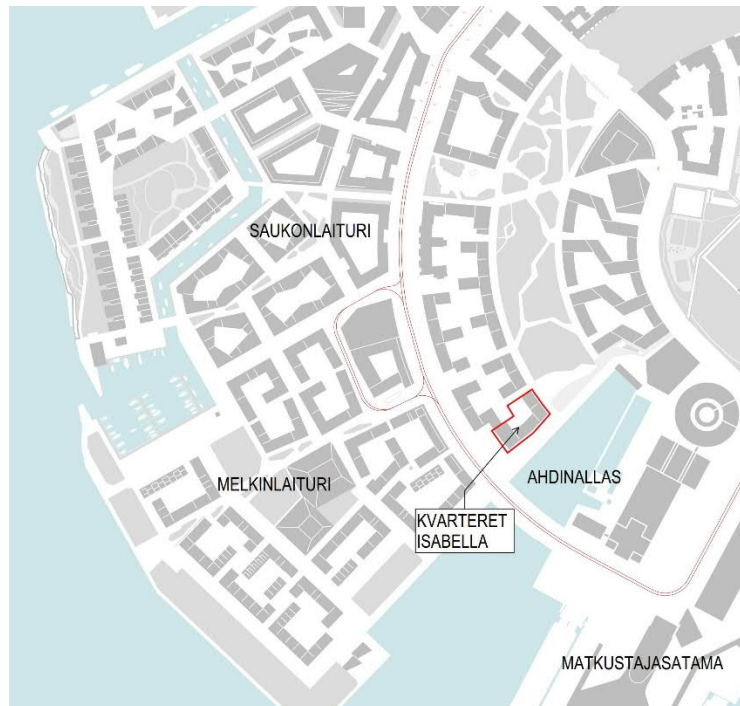 SAUKONLAITURI
MELKINLAITURI
AHDINALLAS
KVARTERET
ISABELLA
MATKUSTAJASATAMA